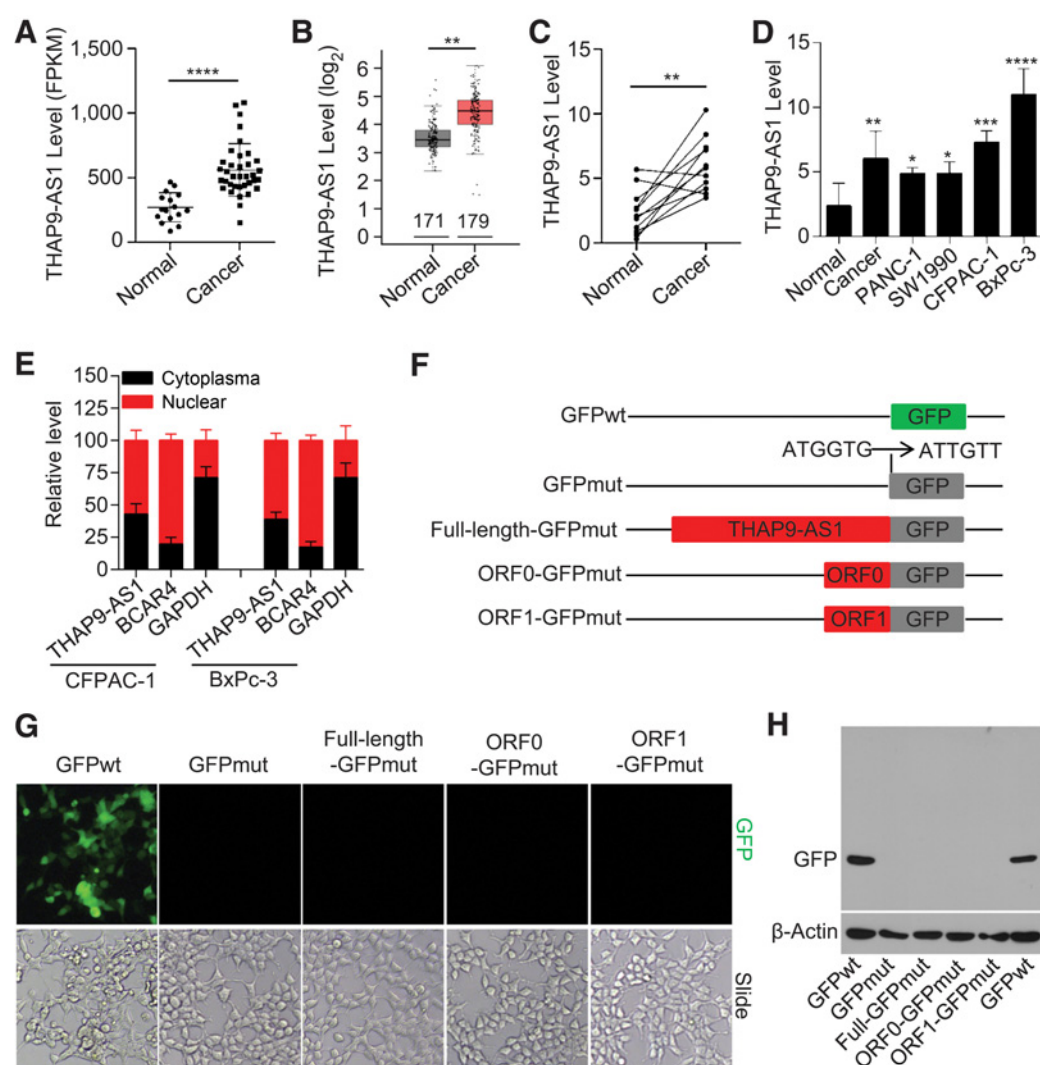 A
THAP9-AS1 Level (FPKM)
1,500
1,000
500
0
****
Normal
Cancer
B
THAP9-AS11 Level (log2)
6
5
4
3
2
1
0
**
171
179
Normal
Cancer
C
THAP9-AS1 Level
15
10
5
0
**
Normal
Cancer
D
THAP9-AS1 Level
15
10
5
0
**
*
*
***
****
Normal
Cancer
PANC-1
SW1990
CFPAC-1
BxPc-3
E
Relative level
150
125
100
75
50
25
0
Cytoplasma
Nuclear
THAP9-AS1
BCAR4
GAPDH
THAP9-AS1
BCAR4
GAPDH
CFPAC-1
BxPc-3
F
GFPwt
GFP
ATGGTG→ATTGTT
GFPmut
GFP
Full-length-GFPmut
THAP9-AS1
GFP
ORF0-GFPmut
ORF0
GFP
ORF1-GFPmut
ORF1
GFP
G
GFPwt
GFPmut
Full-length
-GFPmut
ORF0
-GFPmut
ORF1
-GFPmut
GFP
Slide
H
GFP
β-Actin
GFPwt
GFPmut
Full-GFPmut
ORF0-GFPmut
ORF1-GFPmut
GFPwt